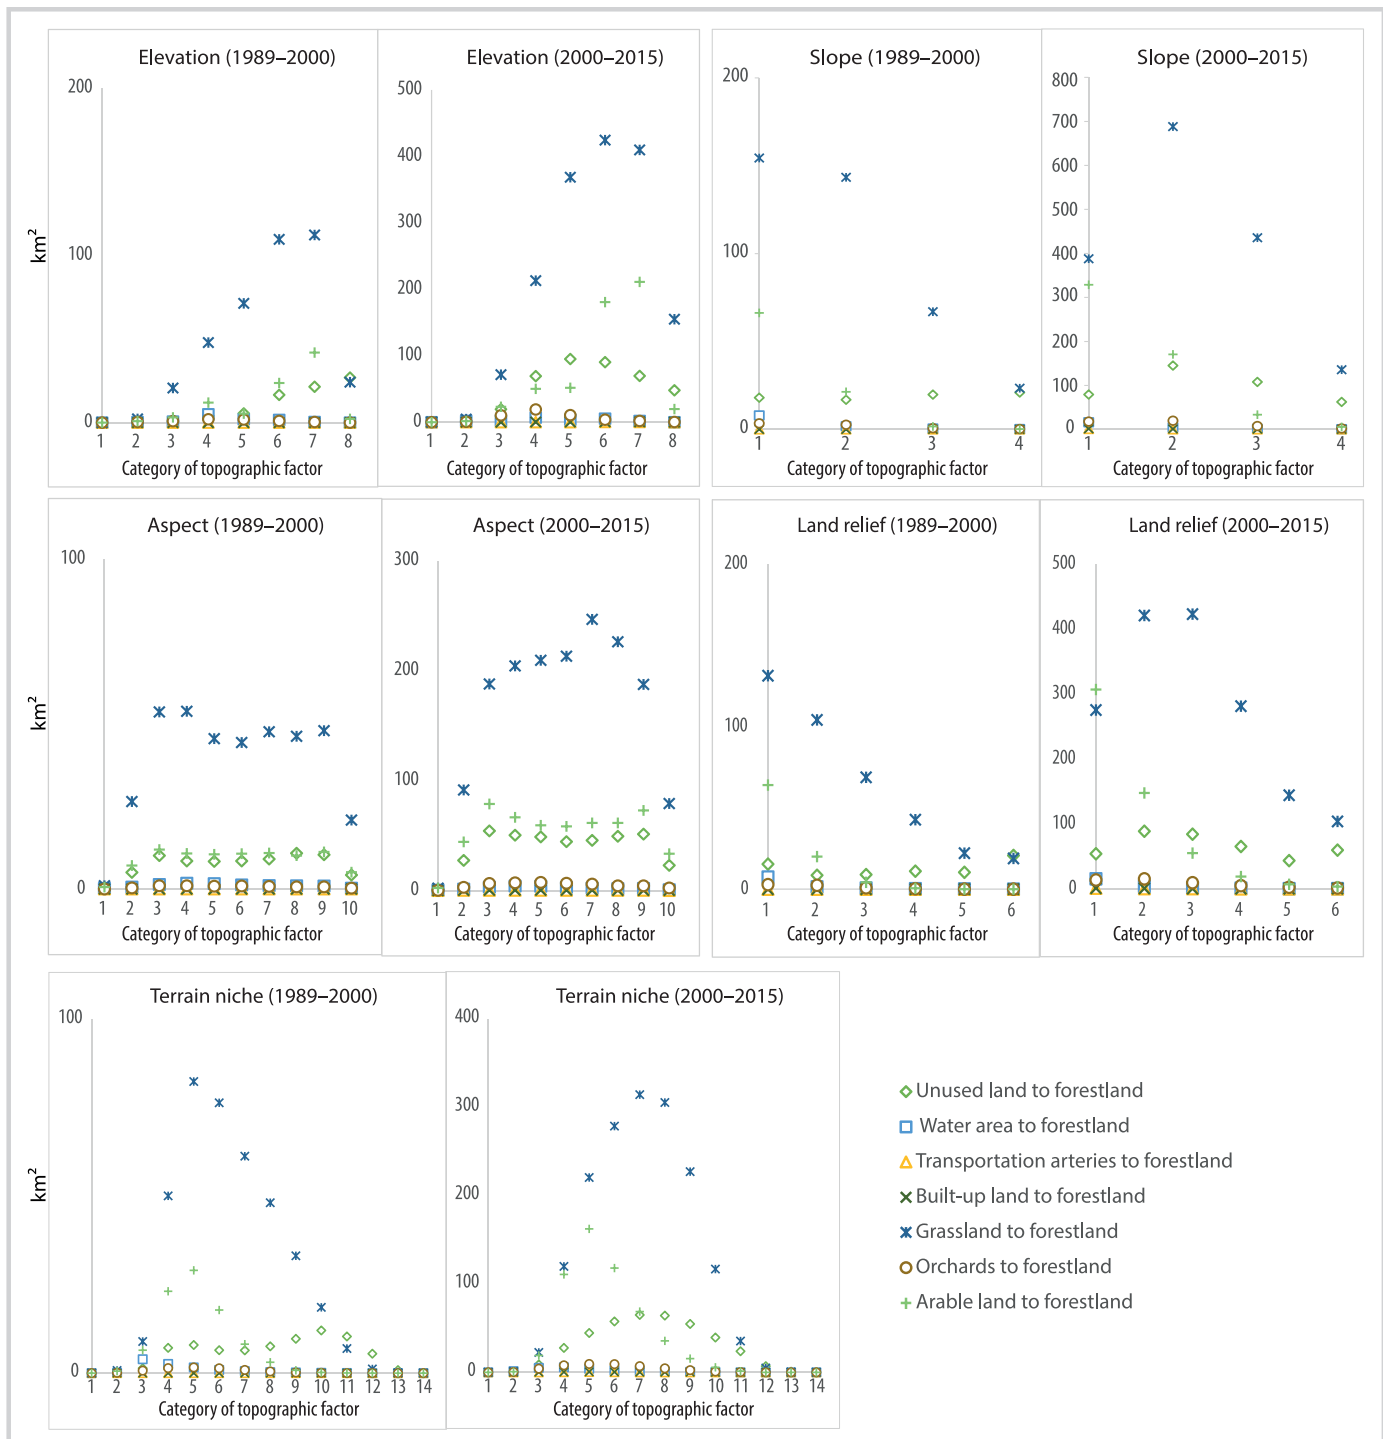 Elevation (1989–2000)
200
100
0
km²
1 2 3 4 5 6 7 8
Category of topographic factor
Elevation (2000–2015)
500
400
300
200
100
0
1 2 3 4 5 6 7 8
Category of topographic factor
Slope (1989–2000)
200
100
0
1 2 3 4
Category of topographic factor
Slope (2000–2015)
800
700
600
500
400
300
200
100
0
1 2 3 4
Category of topographic factor
Aspect (1989–2000)
100
0
km²
1 2 3 4 5 6 7 8 9 10
Category of topographic factor
Aspect (2000–2015)
300
200
100
0
1 2 3 4 5 6 7 8 9 10
Category of topographic factor
Land relief (1989–2000)
200
100
0
1 2 3 4 5 6
Category of topographic factor
Land relief (2000–2015)
500
400
300
200
100
0
1 2 3 4 5 6
Category of topographic factor
Terrain niche (1989–2000)
100
0
km²
1 2 3 4 5 6 7 8 9 10 11 12 13 14
Category of topographic factor
Terrain niche (2000–2015)
400
300
200
100
0
1 2 3 4 5 6 7 8 9 10 11 12 13 14
Category of topographic factor
Unused land to forestland
Water area to forestland
Transportation arteries to forestland
Built-up land to forestland
Grassland to forestland
Orchards to forestland
Arable land to forestland